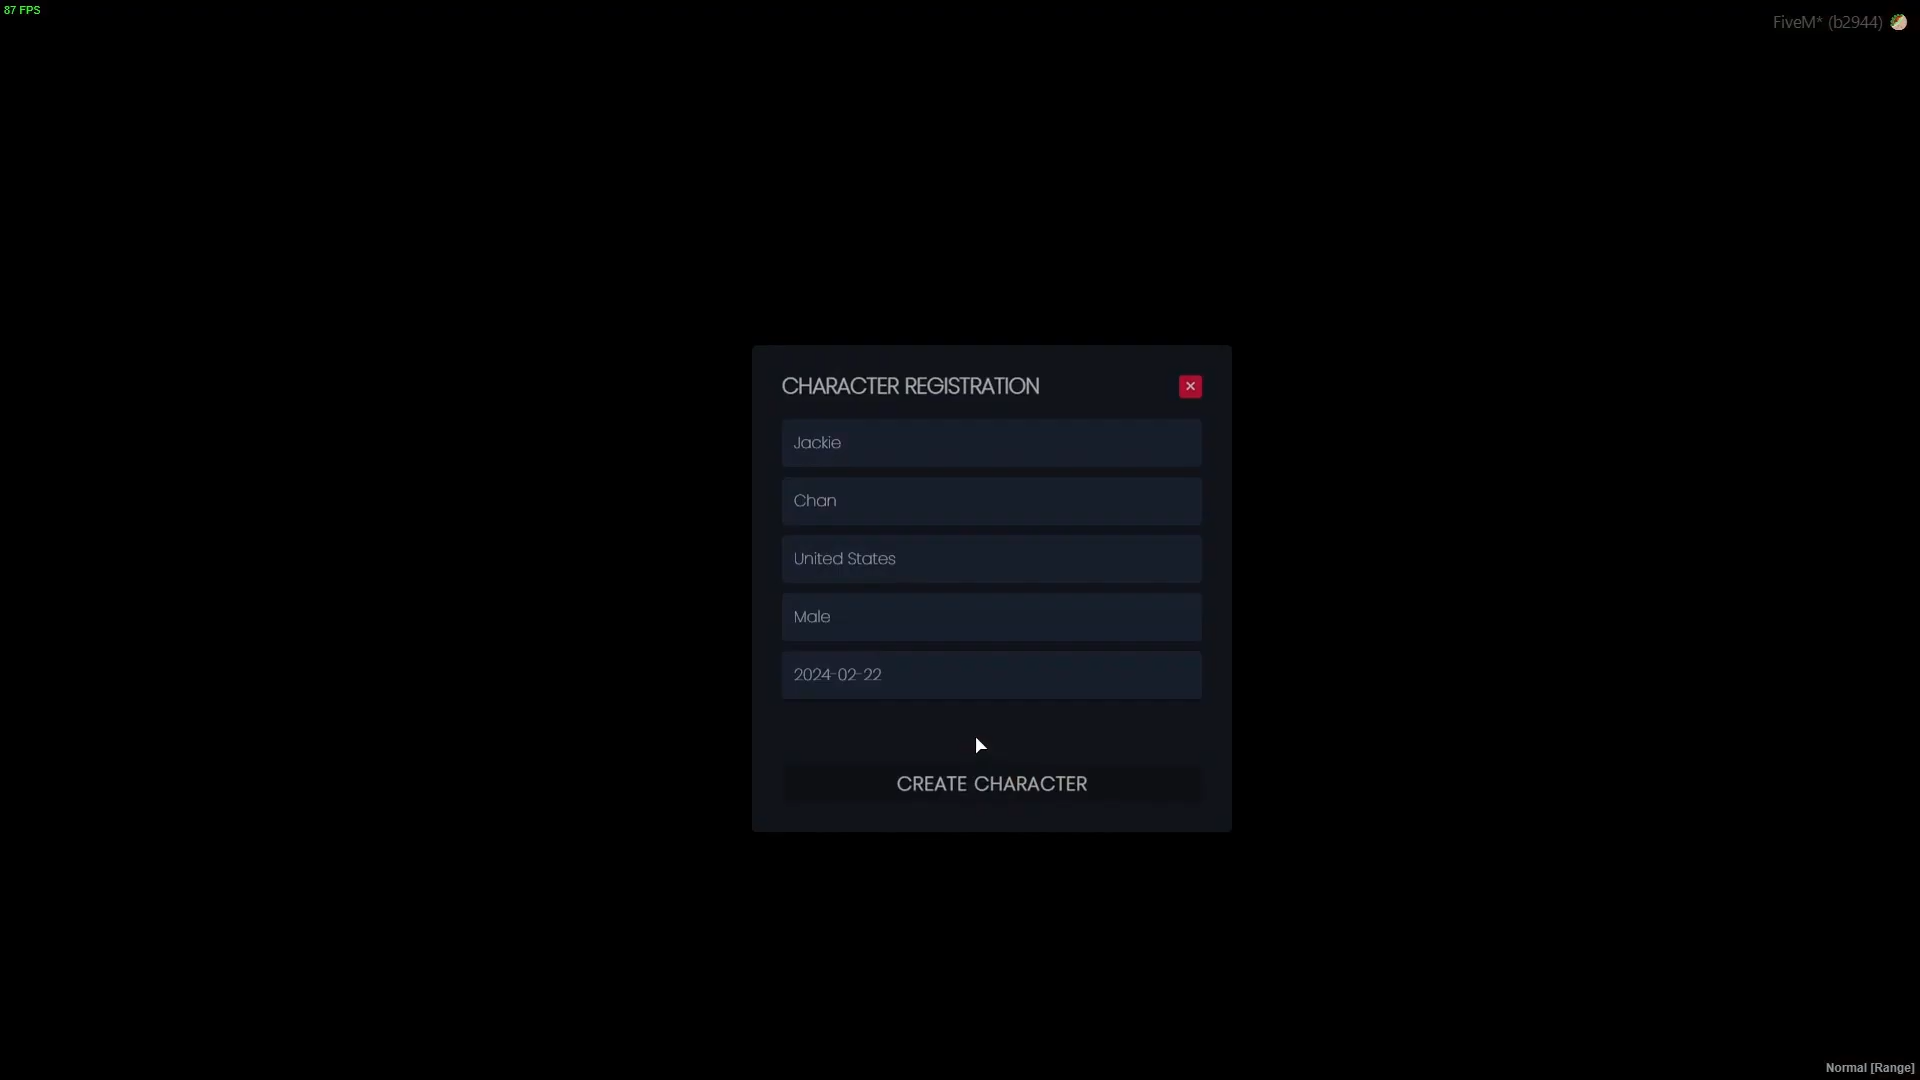 87 FPS
FiveM* (b2944)
CHARACTER REGISTRATION
×
Jackie
Chan
United States
Male
2024-02-22
CREATE CHARACTER
Normal [Range]